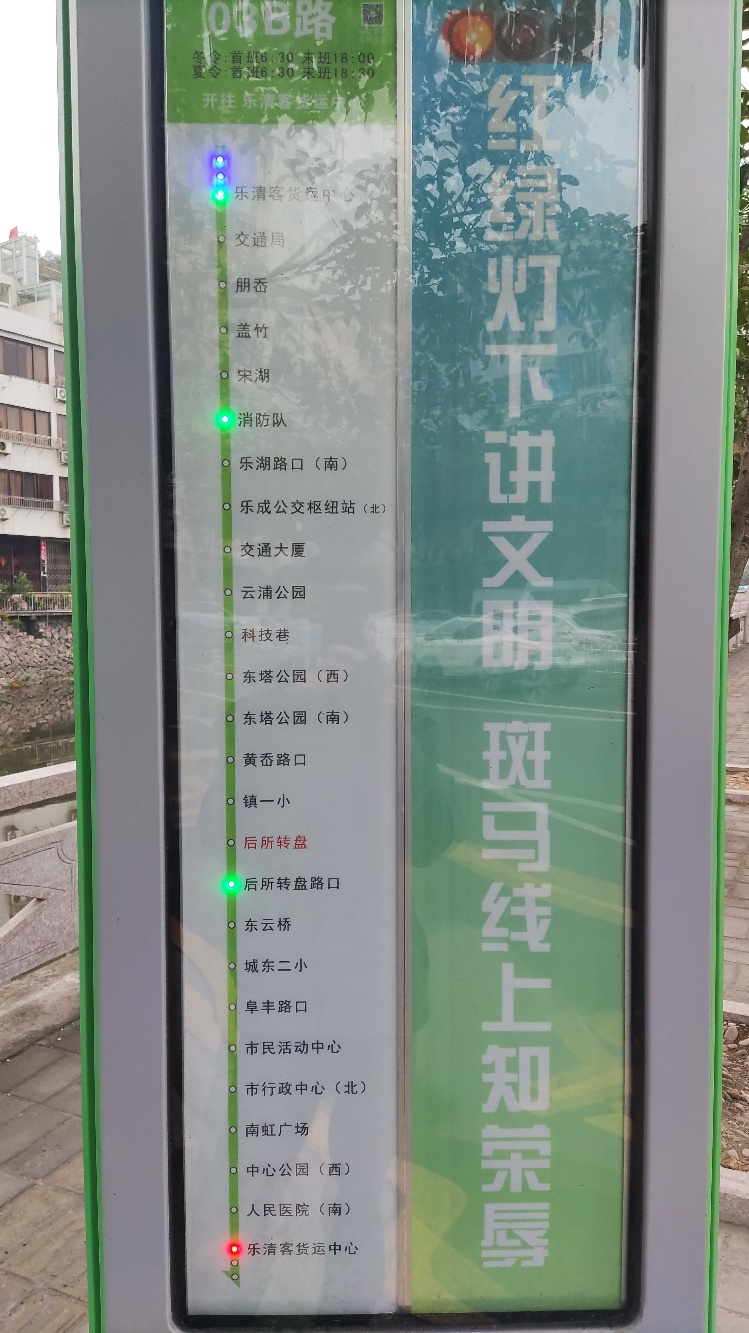 03B路
冬令:首班6:30 末班18:00
夏令:首班6:30 末班18:30
开往 乐清客货运中心
乐清客货运中心
交通局
朋岙
盖竹
宋湖
消防队
乐湖路口（南）
乐成公交枢纽站（北）
交通大厦
云浦公园
科技巷
东塔公园（西）
东塔公园（南）
黄岙路口
镇一小
后所转盘
后所转盘路口
东云桥
城东二小
阜丰路口
市民活动中心
市行政中心（北）
南虹广场
中心公园（西）
人民医院（南）
乐清客货运中心
红绿灯下讲文明 斑马线上知荣辱